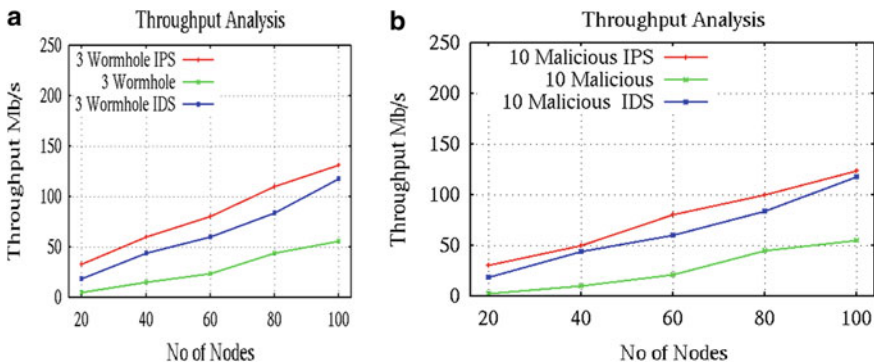 a
Throughput Analysis
Throughput Mb/s
250
200
150
100
50
0
3 Wormhole IPS
3 Wormhole
3 Wormhole IDS
20 40 60 80 100
No of Nodes
b
Throughput Analysis
Throughput Mb/s
250
200
150
100
50
0
10 Malicious IPS
10 Malicious
10 Malicious IDS
20 40 60 80 100
No of Nodes